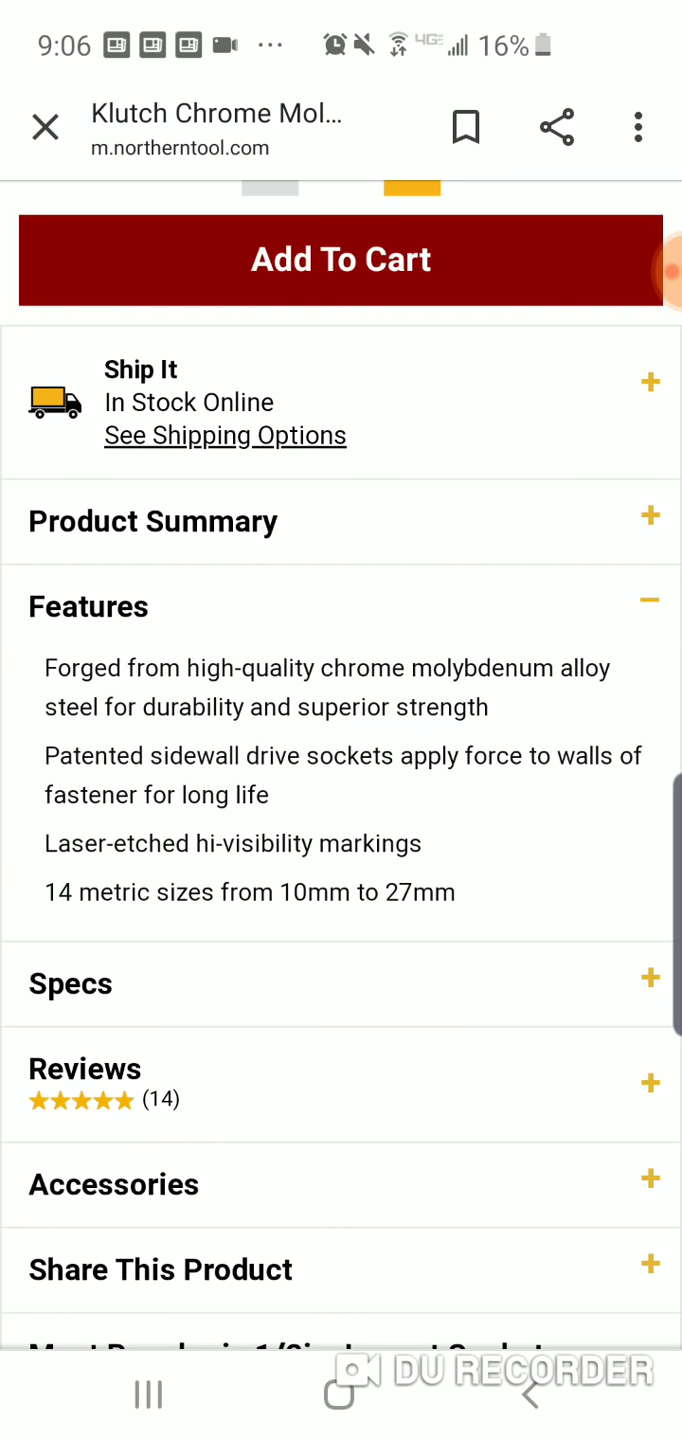 9:06 16%
Klutch Chrome Mol...
m.northerntool.com
Add To Cart
Ship It
In Stock Online
See Shipping Options
Product Summary
Features
Forged from high-quality chrome molybdenum alloy
steel for durability and superior strength
Patented sidewall drive sockets apply force to walls of
fastener for long life
Laser-etched hi-visibility markings
14 metric sizes from 10mm to 27mm
Specs
Reviews
(14)
Accessories
Share This Product
DU RECORDER